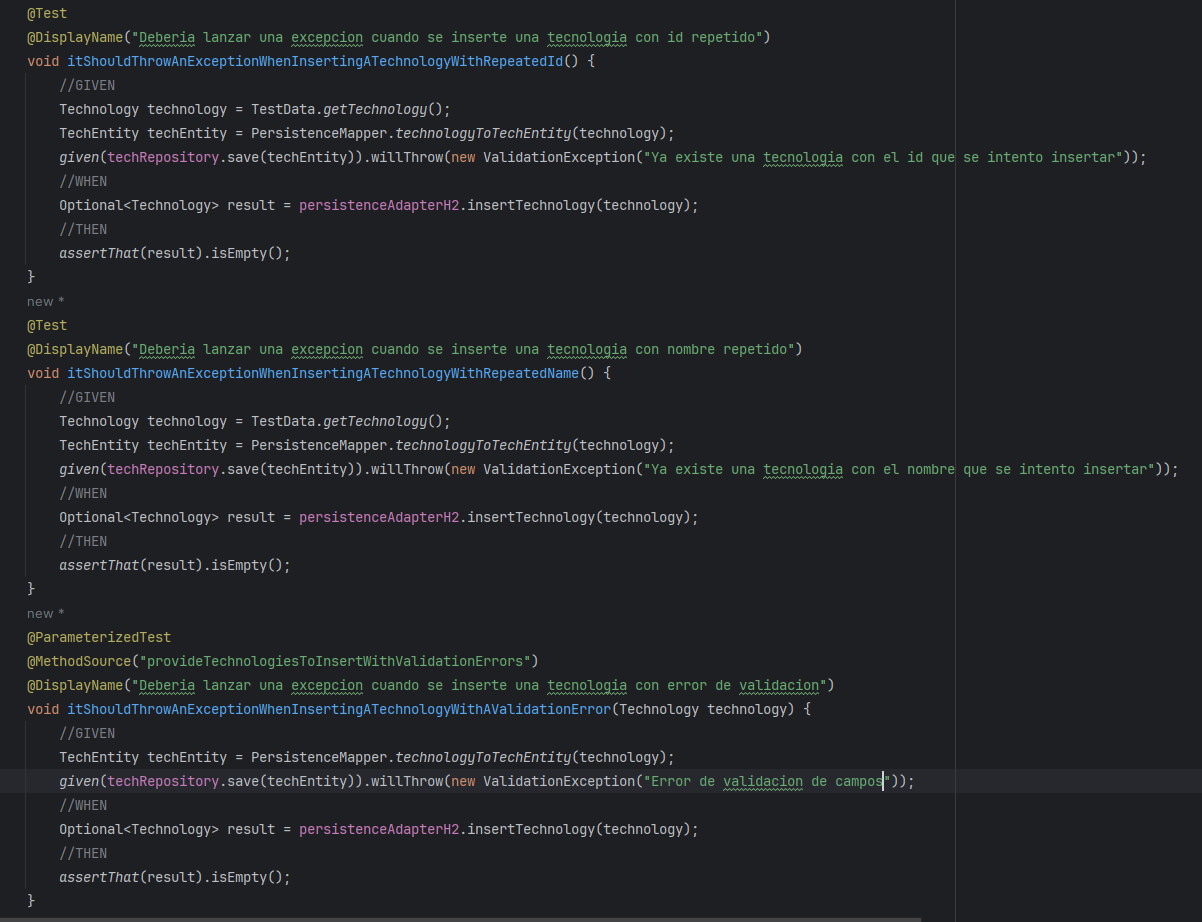 @Test
@DisplayName("Deberia lanzar una excepcion cuando se inserte una tecnologia con id repetido")
void itShouldThrowAnExceptionWhenInsertingATechnologyWithRepeatedId() {
//GIVEN
Technology technology = TestData.getTechnology();
TechEntity techEntity = PersistenceMapper.technologyToTechEntity(technology);
given(techRepository.save(techEntity)).willThrow(new ValidationException("Ya existe una tecnologia con el id que se intento insertar"));
//WHEN
Optional<Technology> result = persistenceAdapterH2.insertTechnology(technology);
//THEN
assertThat(result).isEmpty();
}
new *
@Test
@DisplayName("Deberia lanzar una excepcion cuando se inserte una tecnologia con nombre repetido")
void itShouldThrowAnExceptionWhenInsertingATechnologyWithRepeatedName() {
//GIVEN
Technology technology = TestData.getTechnology();
TechEntity techEntity = PersistenceMapper.technologyToTechEntity(technology);
given(techRepository.save(techEntity)).willThrow(new ValidationException("Ya existe una tecnologia con el nombre que se intento insertar"));
//WHEN
Optional<Technology> result = persistenceAdapterH2.insertTechnology(technology);
//THEN
assertThat(result).isEmpty();
}
new *
@ParameterizedTest
@MethodSource("provideTechnologiesToInsertWithValidationErrors")
@DisplayName("Deberia lanzar una excepcion cuando se inserte una tecnologia con error de validacion")
void itShouldThrowAnExceptionWhenInsertingATechnologyWithAValidationError(Technology technology) {
//GIVEN
TechEntity techEntity = PersistenceMapper.technologyToTechEntity(technology);
given(techRepository.save(techEntity)).willThrow(new ValidationException("Error de validacion de campos"));
//WHEN
Optional<Technology> result = persistenceAdapterH2.insertTechnology(technology);
//THEN
assertThat(result).isEmpty();
}